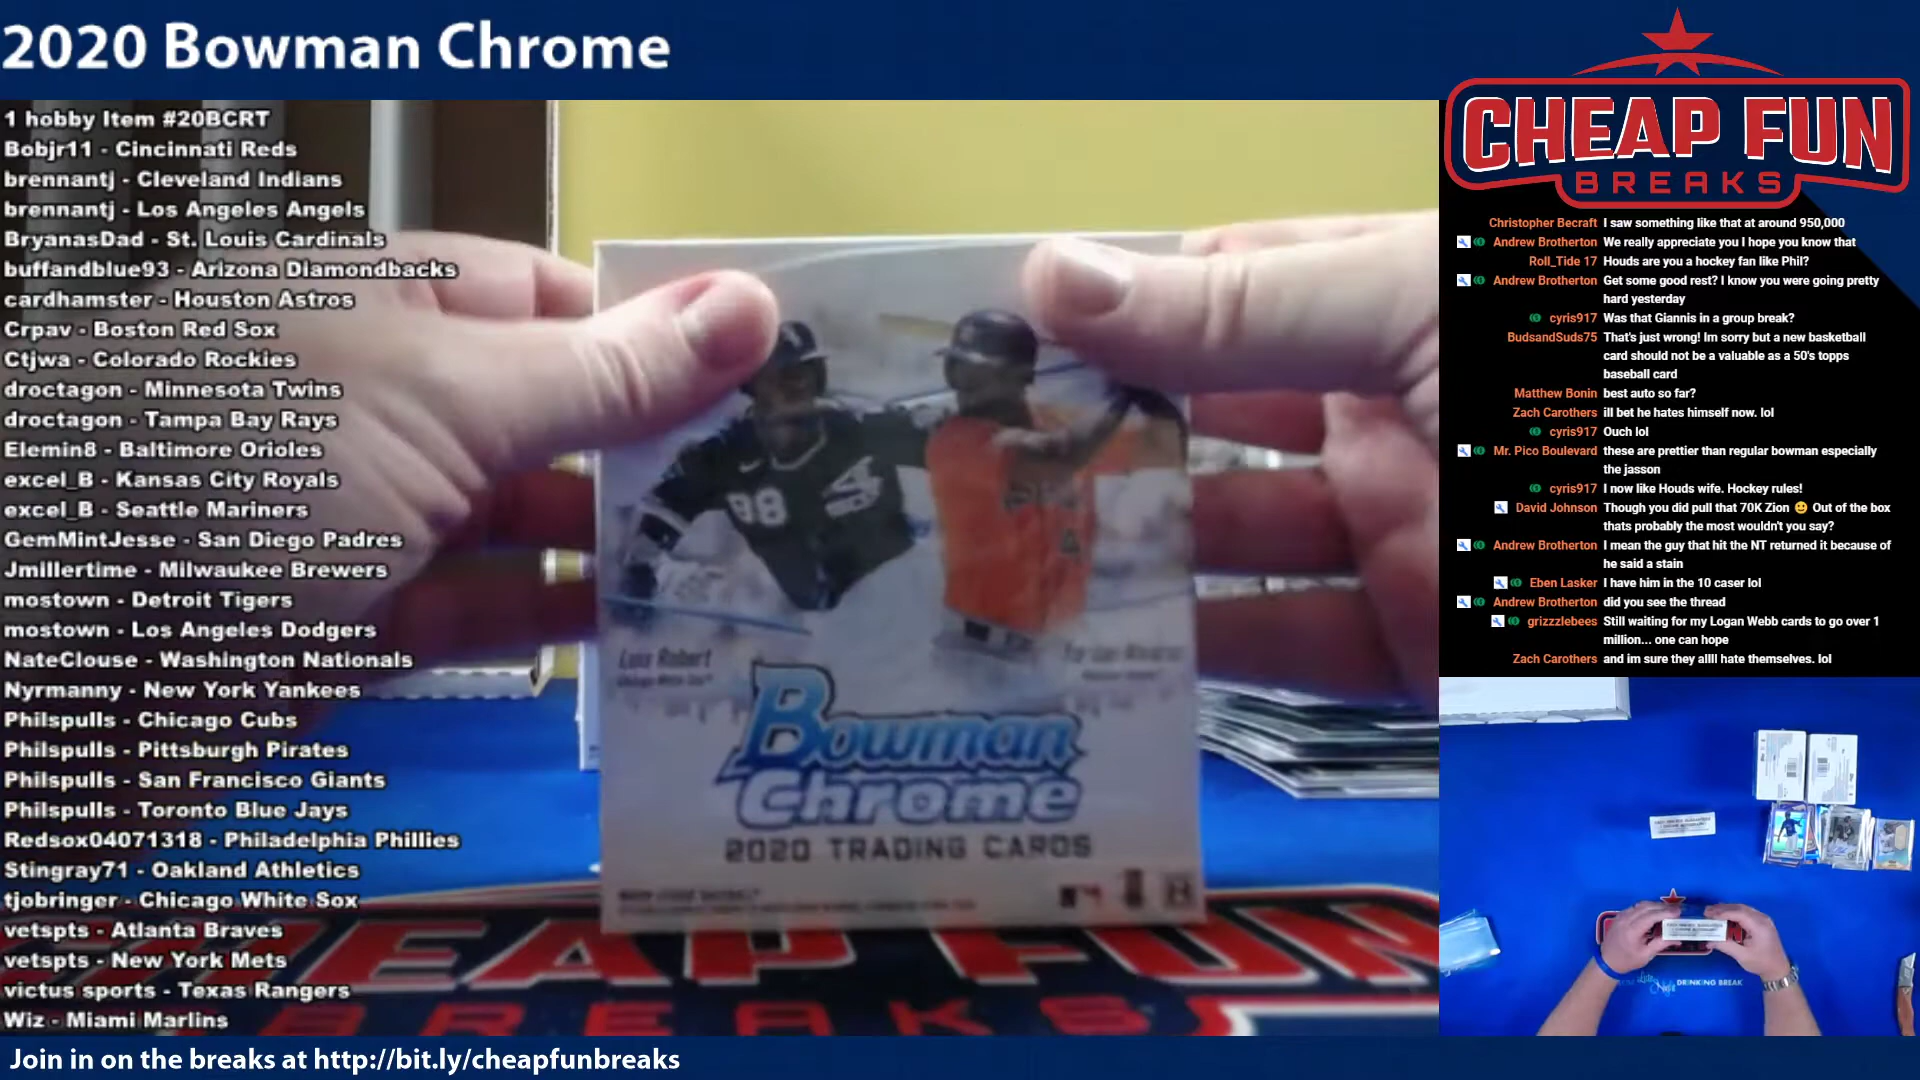 2020 Bowman Chrome
1 hobby Item #20BCRT
Bobjr11 - Cincinnati Reds
brennantj - Cleveland Indians
brennantj - Los Angeles Angels
BryanasDad - St. Louis Cardinals
buffandblue93 - Arizona Diamondbacks
cardhamster - Houston Astros
Crpav - Boston Red Sox
Ctjwa - Colorado Rockies
droctagon - Minnesota Twins
droctagon - Tampa Bay Rays
Elemin8 - Baltimore Orioles
excel_B - Kansas City Royals
excel_B - Seattle Mariners
GemMintJesse - San Diego Padres
Jmillertime - Milwaukee Brewers
mostown - Detroit Tigers
mostown - Los Angeles Dodgers
NateClouse - Washington Nationals
Nyrmanny - New York Yankees
Philspulls - Chicago Cubs
Philspulls - Pittsburgh Pirates
Philspulls - San Francisco Giants
Philspulls - Toronto Blue Jays
Redsox04071318 - Philadelphia Phillies
Stingray71 - Oakland Athletics
tjobringer - Chicago White Sox
vetspts - Atlanta Braves
vetspts - New York Mets
victus sports - Texas Rangers
Wiz - Miami Marlins
Join in on the breaks at http://bit.ly/cheapfunbreaks
98
Luis Robert
Bowman
Chrome
2020 TRADING CARDS
EAP FUN
BREAKS
CHEAP FUN
BREAKS
Christopher Becraft I saw something like that at around 950,000
Andrew Brotherton We really appreciate you I hope you know that
Roll_Tide 17 Houds are you a hockey fan like Phil?
Andrew Brotherton Get some good rest? I know you were going pretty
hard yesterday
cyris917 Was that Giannis in a group break?
BudsandSuds75 That's just wrong! Im sorry but a new basketball
card should not be a valuable as a 50's topps
baseball card
Matthew Bonin best auto so far?
Zach Carothers ill bet he hates himself now. lol
cyris917 Ouch lol
Mr. Pico Boulevard these are prettier than regular bowman especially
the jasson
cyris917 I now like Houds wife. Hockey rules!
David Johnson Though you did pull that 70K Zion 😃 Out of the box
thats probably the most wouldn't you say?
Andrew Brotherton I mean the guy that hit the NT returned it because of
he said a stain
Eben Lasker I have him in the 10 caser lol
Andrew Brotherton did you see the thread
grizzzlebees Still waiting for my Logan Webb cards to go over 1
million... one can hope
Zach Carothers and im sure they allll hate themselves. lol
DRINKING BREAK